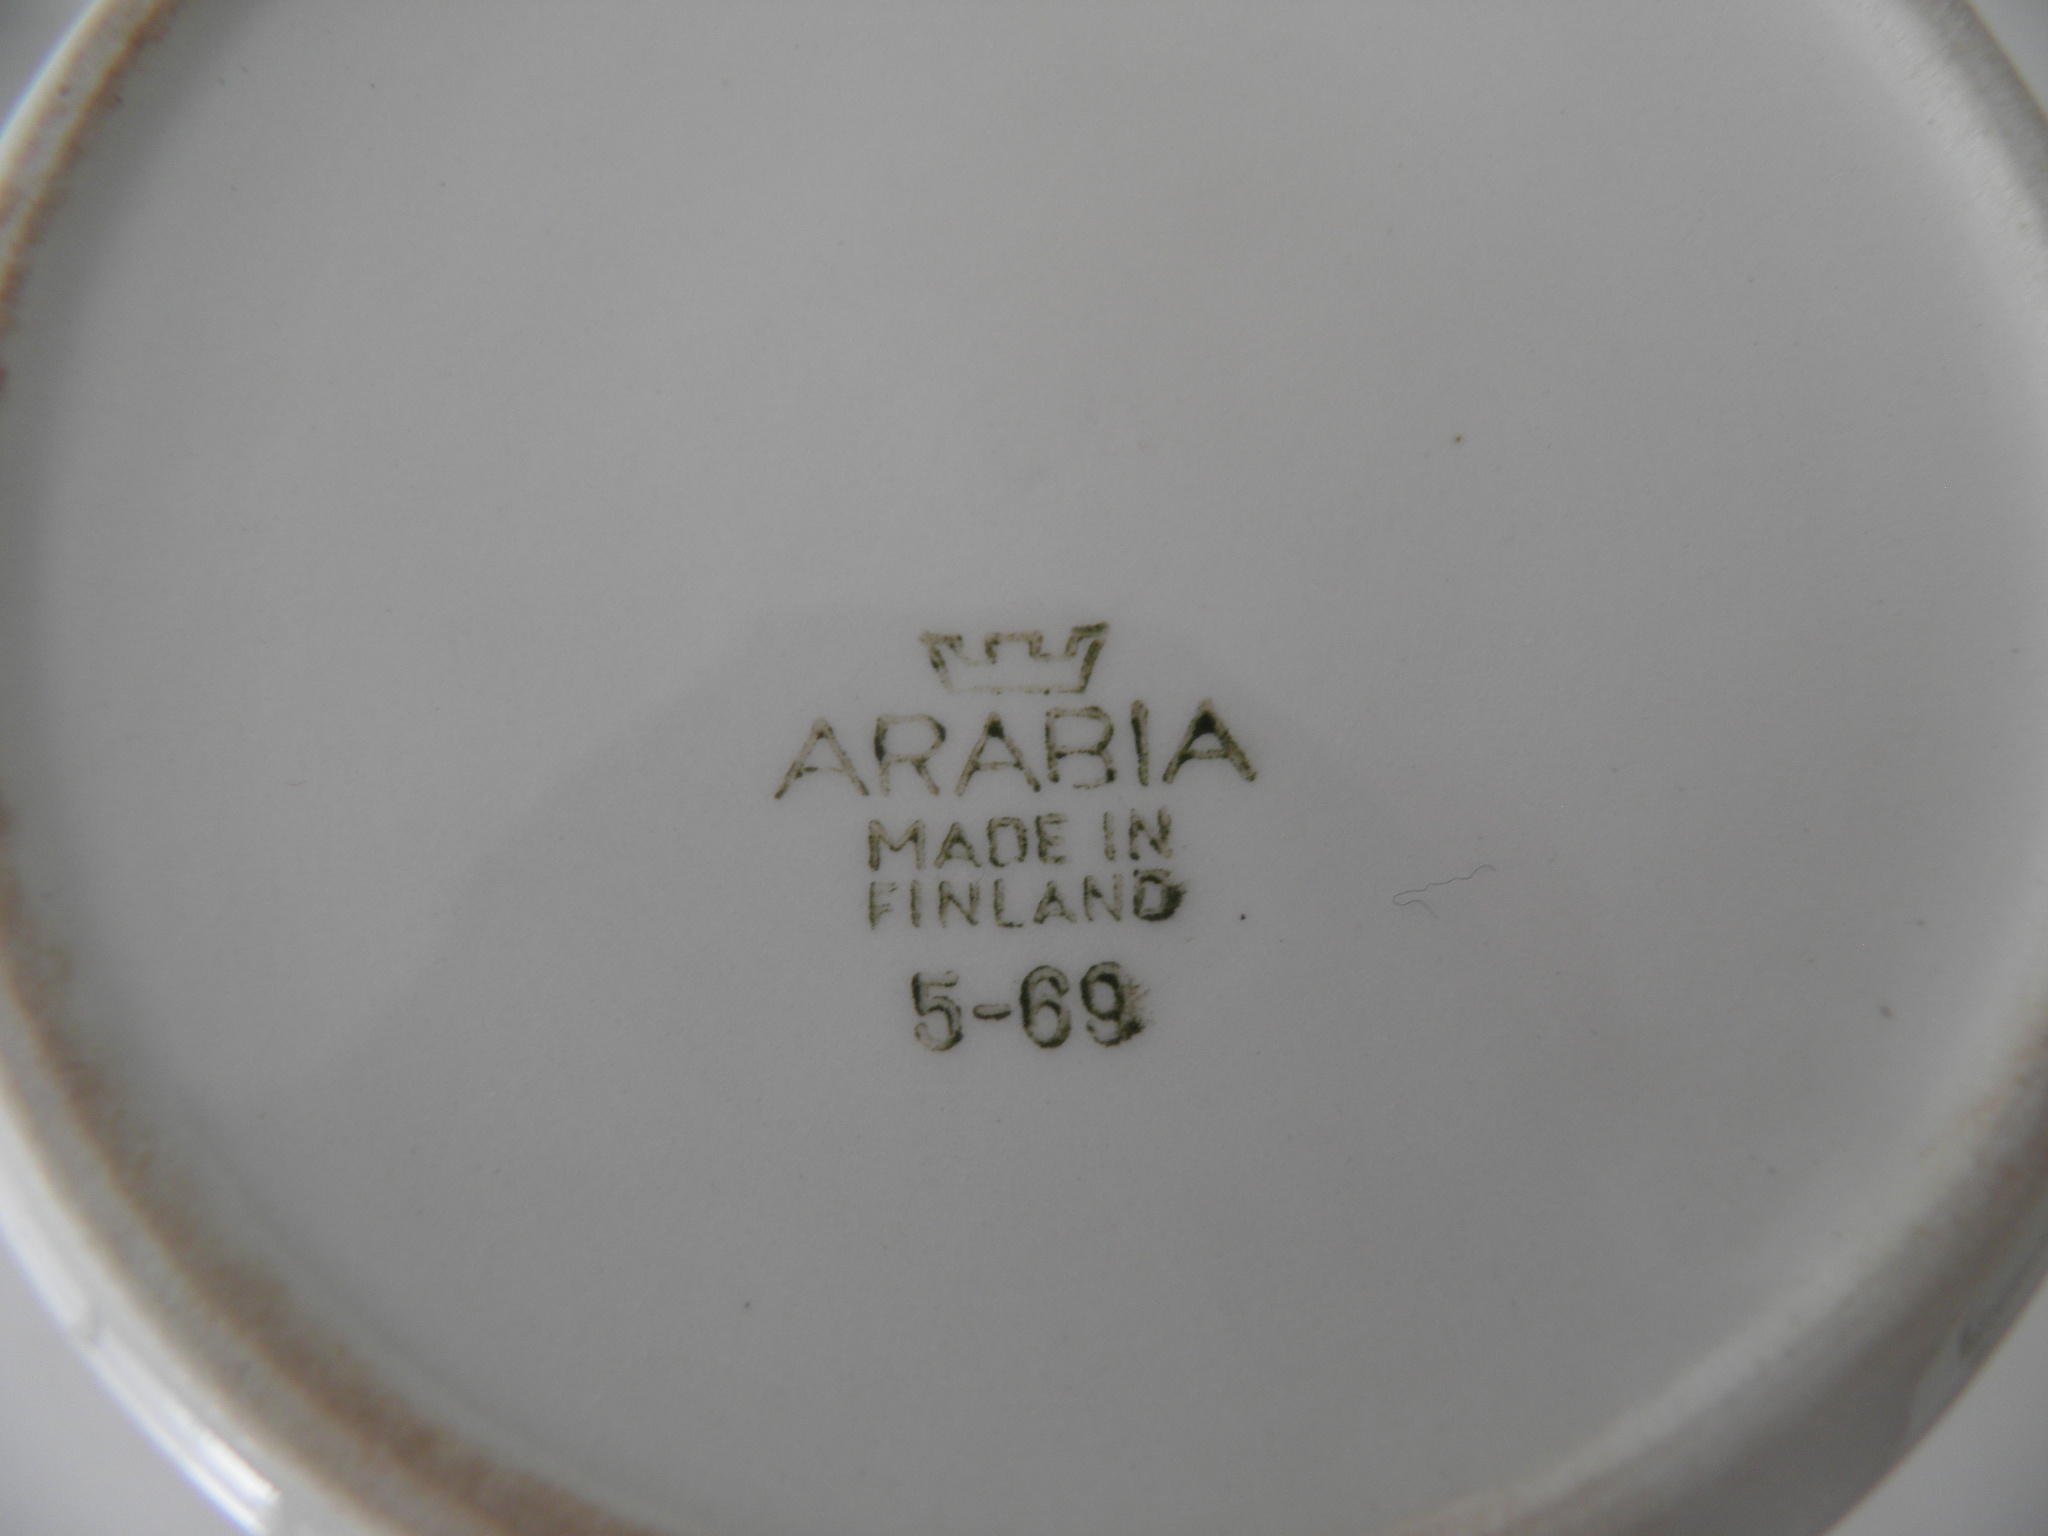 ARABIA
MADE IN
FINLAND
5-69